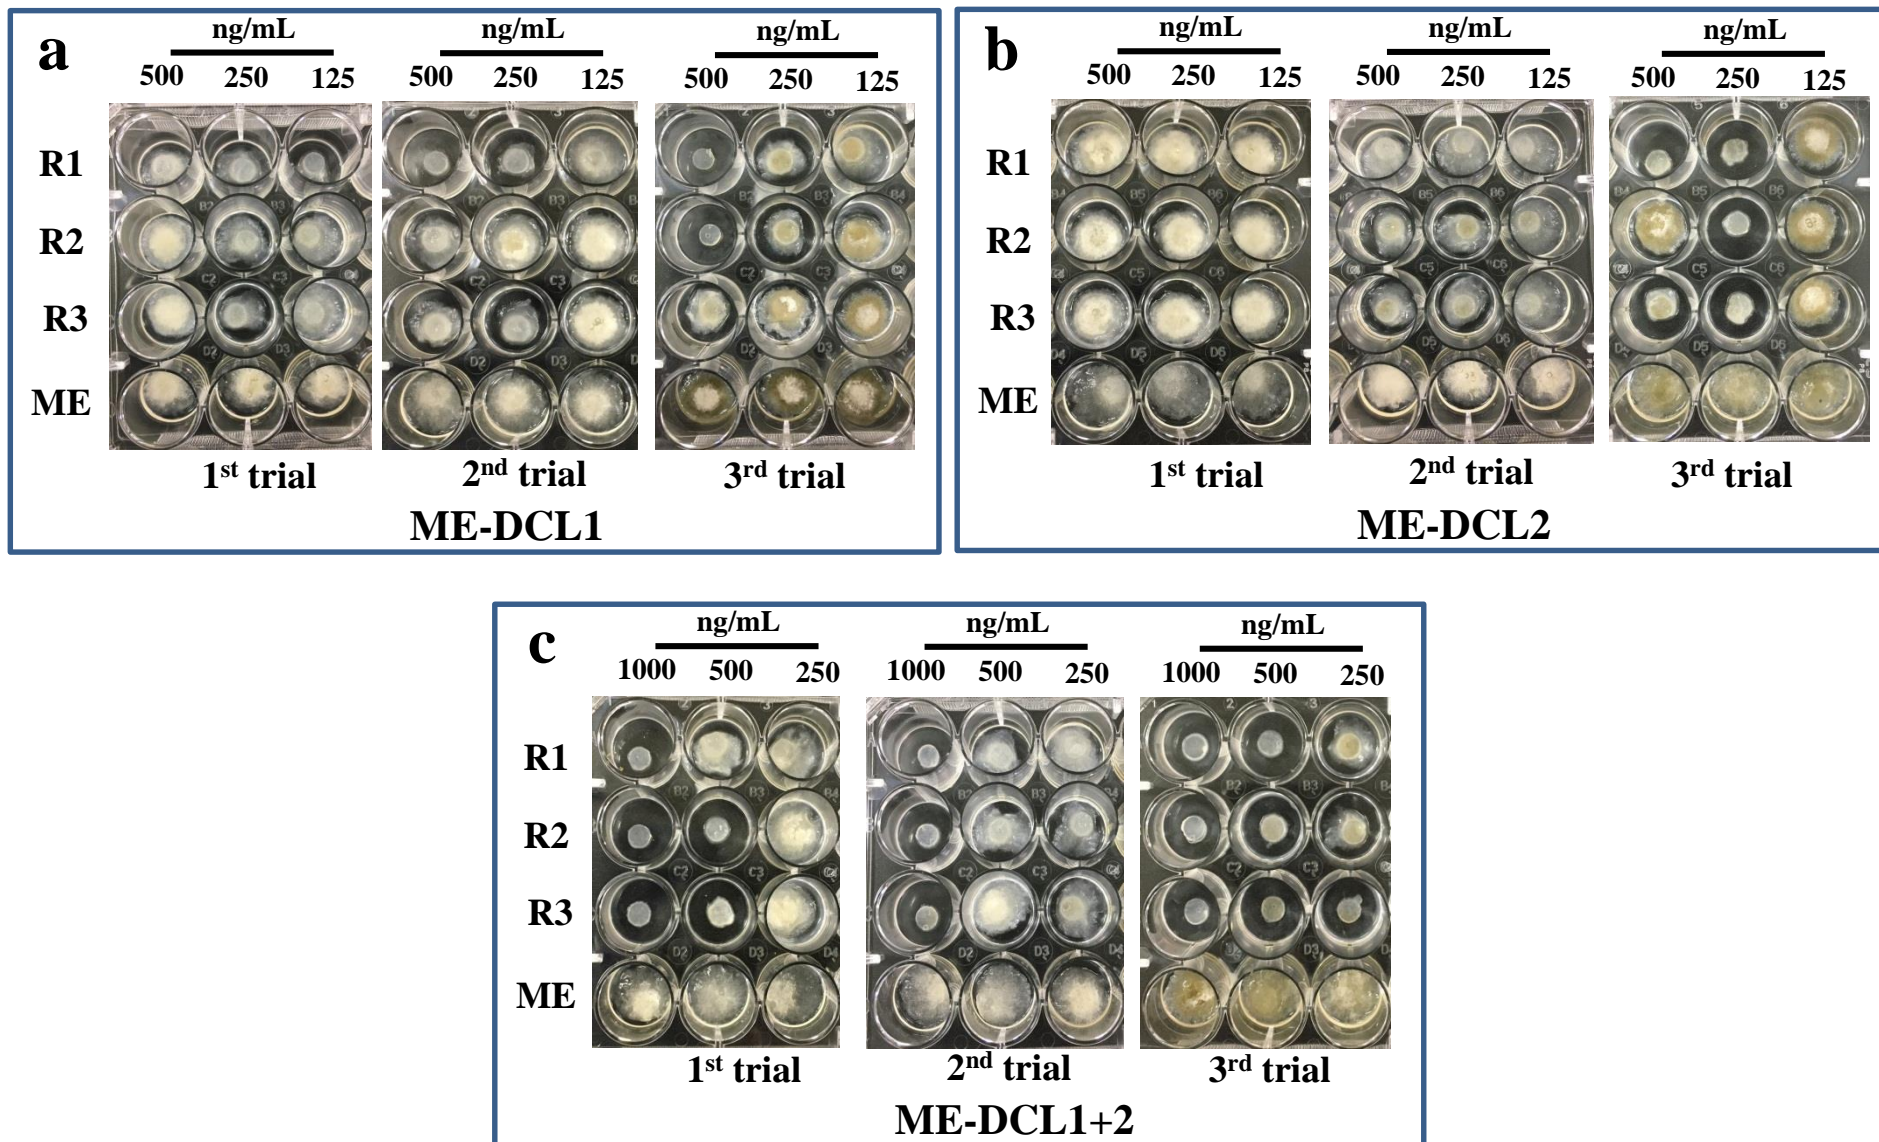 a
ng/mL ng/mL ng/mL
500 250 125 500 250 125 500 250 125
R1
R2
R3
ME
1st trial 2nd trial 3rd trial
ME-DCL1
b
ng/mL ng/mL ng/mL
500 250 125 500 250 125 500 250 125
R1
R2
R3
ME
1st trial 2nd trial 3rd trial
ME-DCL2
c
ng/mL ng/mL ng/mL
1000 500 250 1000 500 250 1000 500 250
R1
R2
R3
ME
1st trial 2nd trial 3rd trial
ME-DCL1+2